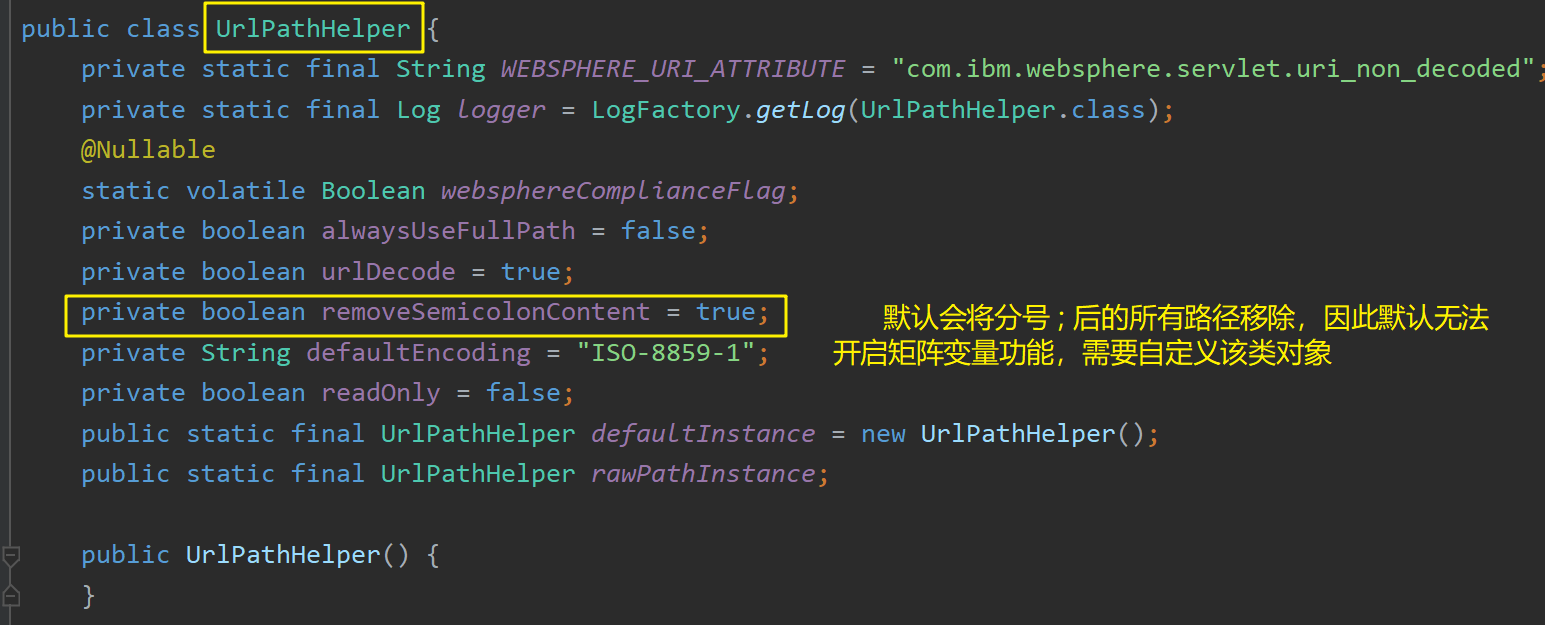 public class UrlPathHelper {
private static final String WEBSPHERE_URI_ATTRIBUTE = "com.ibm.websphere.servlet.uri_non_decoded";
private static final Log logger = LogFactory.getLog(UrlPathHelper.class);
@Nullable
static volatile Boolean websphereComplianceFlag;
private boolean alwaysUseFullPath = false;
private boolean urlDecode = true;
private boolean removeSemicolonContent = true;
默认会将分号 ; 后的所有路径移除，因此默认无法
private String defaultEncoding = "ISO-8859-1";
开启矩阵变量功能，需要自定义该类对象
private boolean readOnly = false;
public static final UrlPathHelper defaultInstance = new UrlPathHelper();
public static final UrlPathHelper rawPathInstance;
public UrlPathHelper() {
}